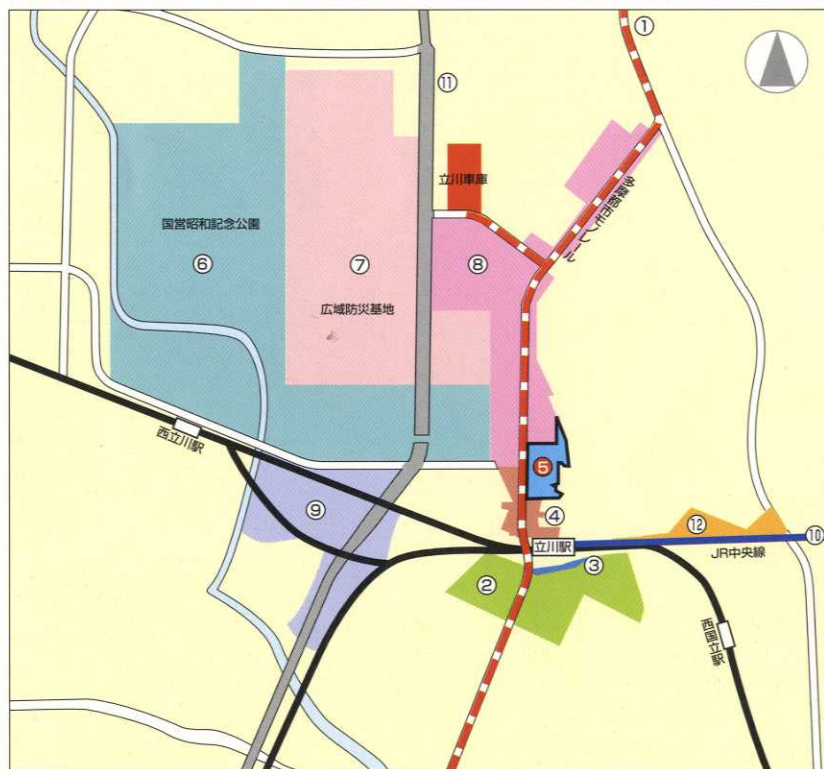 ①
⑪
立川車庫
多摩都市モノレール
国営昭和記念公園
⑥
⑦
⑧
広域防災基地
西立川駅
⑤
⑨
④
⑫
⑩
立川駅
JR中央線
③
②
西国立駅